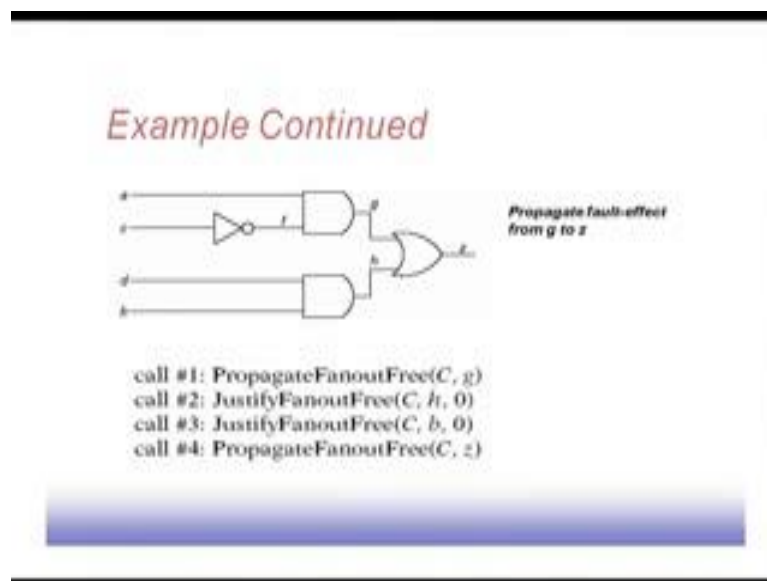 Example Continued
a
g
Propagate fault-effect
from g to z
c
f
z
h
d
b
call #1: PropagateFanoutFree(C, g)
call #2: JustifyFanoutFree(C, h, 0)
call #3: JustifyFanoutFree(C, b, 0)
call #4: PropagateFanoutFree(C, z)